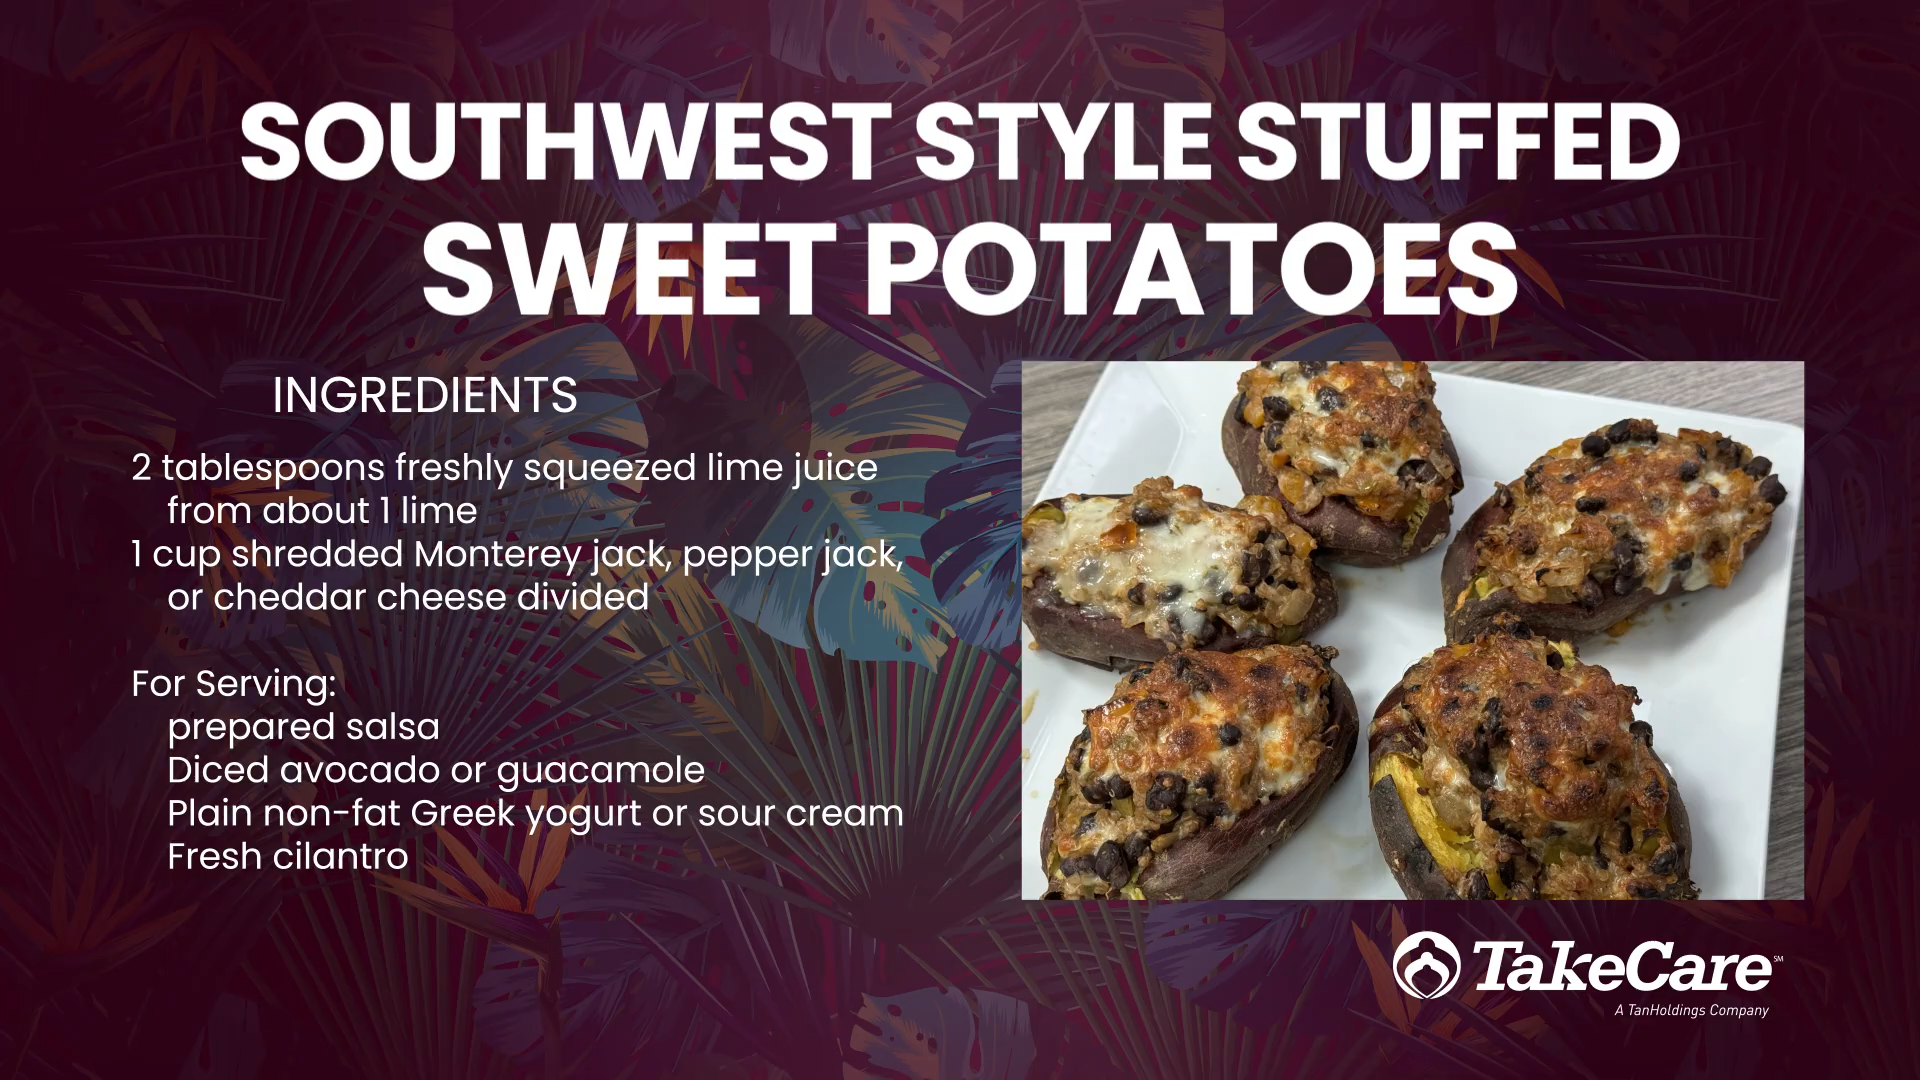 SOUTHWEST STYLE STUFFED
SWEET POTATOES
INGREDIENTS
2 tablespoons freshly squeezed lime juice
from about 1 lime
1 cup shredded Monterey jack, pepper jack,
or cheddar cheese divided
For Serving:
prepared salsa
Diced avocado or guacamole
Plain non-fat Greek yogurt or sour cream
Fresh cilantro
TakeCare℠
A TanHoldings Company